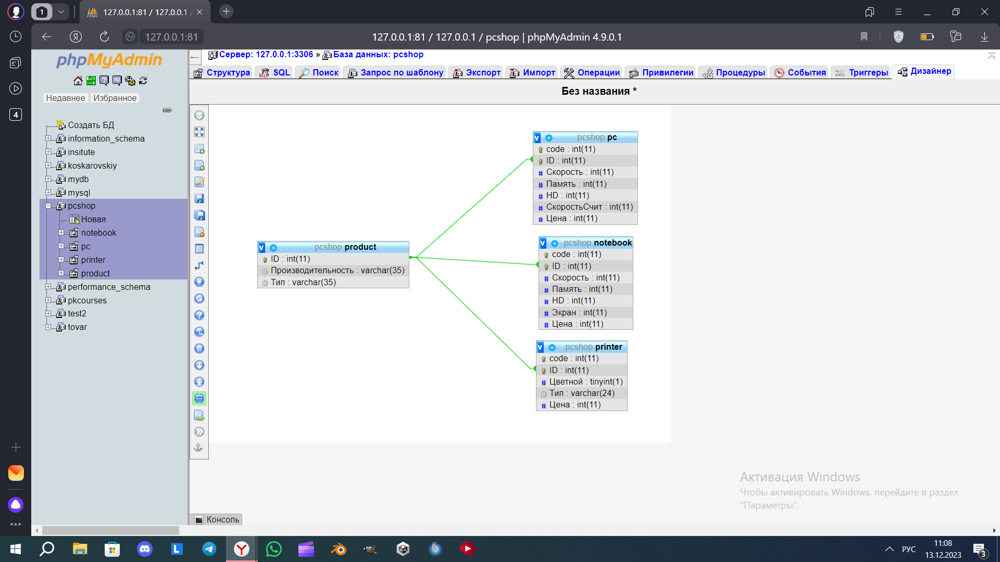 1
127.0.0.1:81 / 127.0.0.1 /
127.0.0.1:81
127.0.0.1:81 / 127.0.0.1 / pcshop | phpMyAdmin 4.9.0.1
4
phpMyAdmin
Недавнее Избранное
Создать БД
information_schema
insitute
koskarovskiy
mydb
mysql
pcshop
Новая
notebook
pc
printer
product
performance_schema
pkcourses
test2
tovar
Сервер: 127.0.0.1:3306 » База данных: pcshop
Структура SQL Поиск Запрос по шаблону Экспорт Импорт Операции Привилегии Процедуры События Триггеры Дизайнер
Без названия *
v pcshop pc
code : int(11)
ID : int(11)
# Скорость : int(11)
# Память : int(11)
# HD : int(11)
# СкоростьСчит : int(11)
# Цена : int(11)
v pcshop product
ID : int(11)
Производительность : varchar(35)
Тип : varchar(35)
v pcshop notebook
code : int(11)
ID : int(11)
# Скорость : int(11)
# Память : int(11)
# HD : int(11)
# Экран : int(11)
# Цена : int(11)
v pcshop printer
code : int(11)
ID : int(11)
# Цветной : tinyint(1)
Тип : varchar(24)
# Цена : int(11)
Консоль
Активация Windows
Чтобы активировать Windows, перейдите в раздел
"Параметры".
РУС
11:08
13.12.2023
3